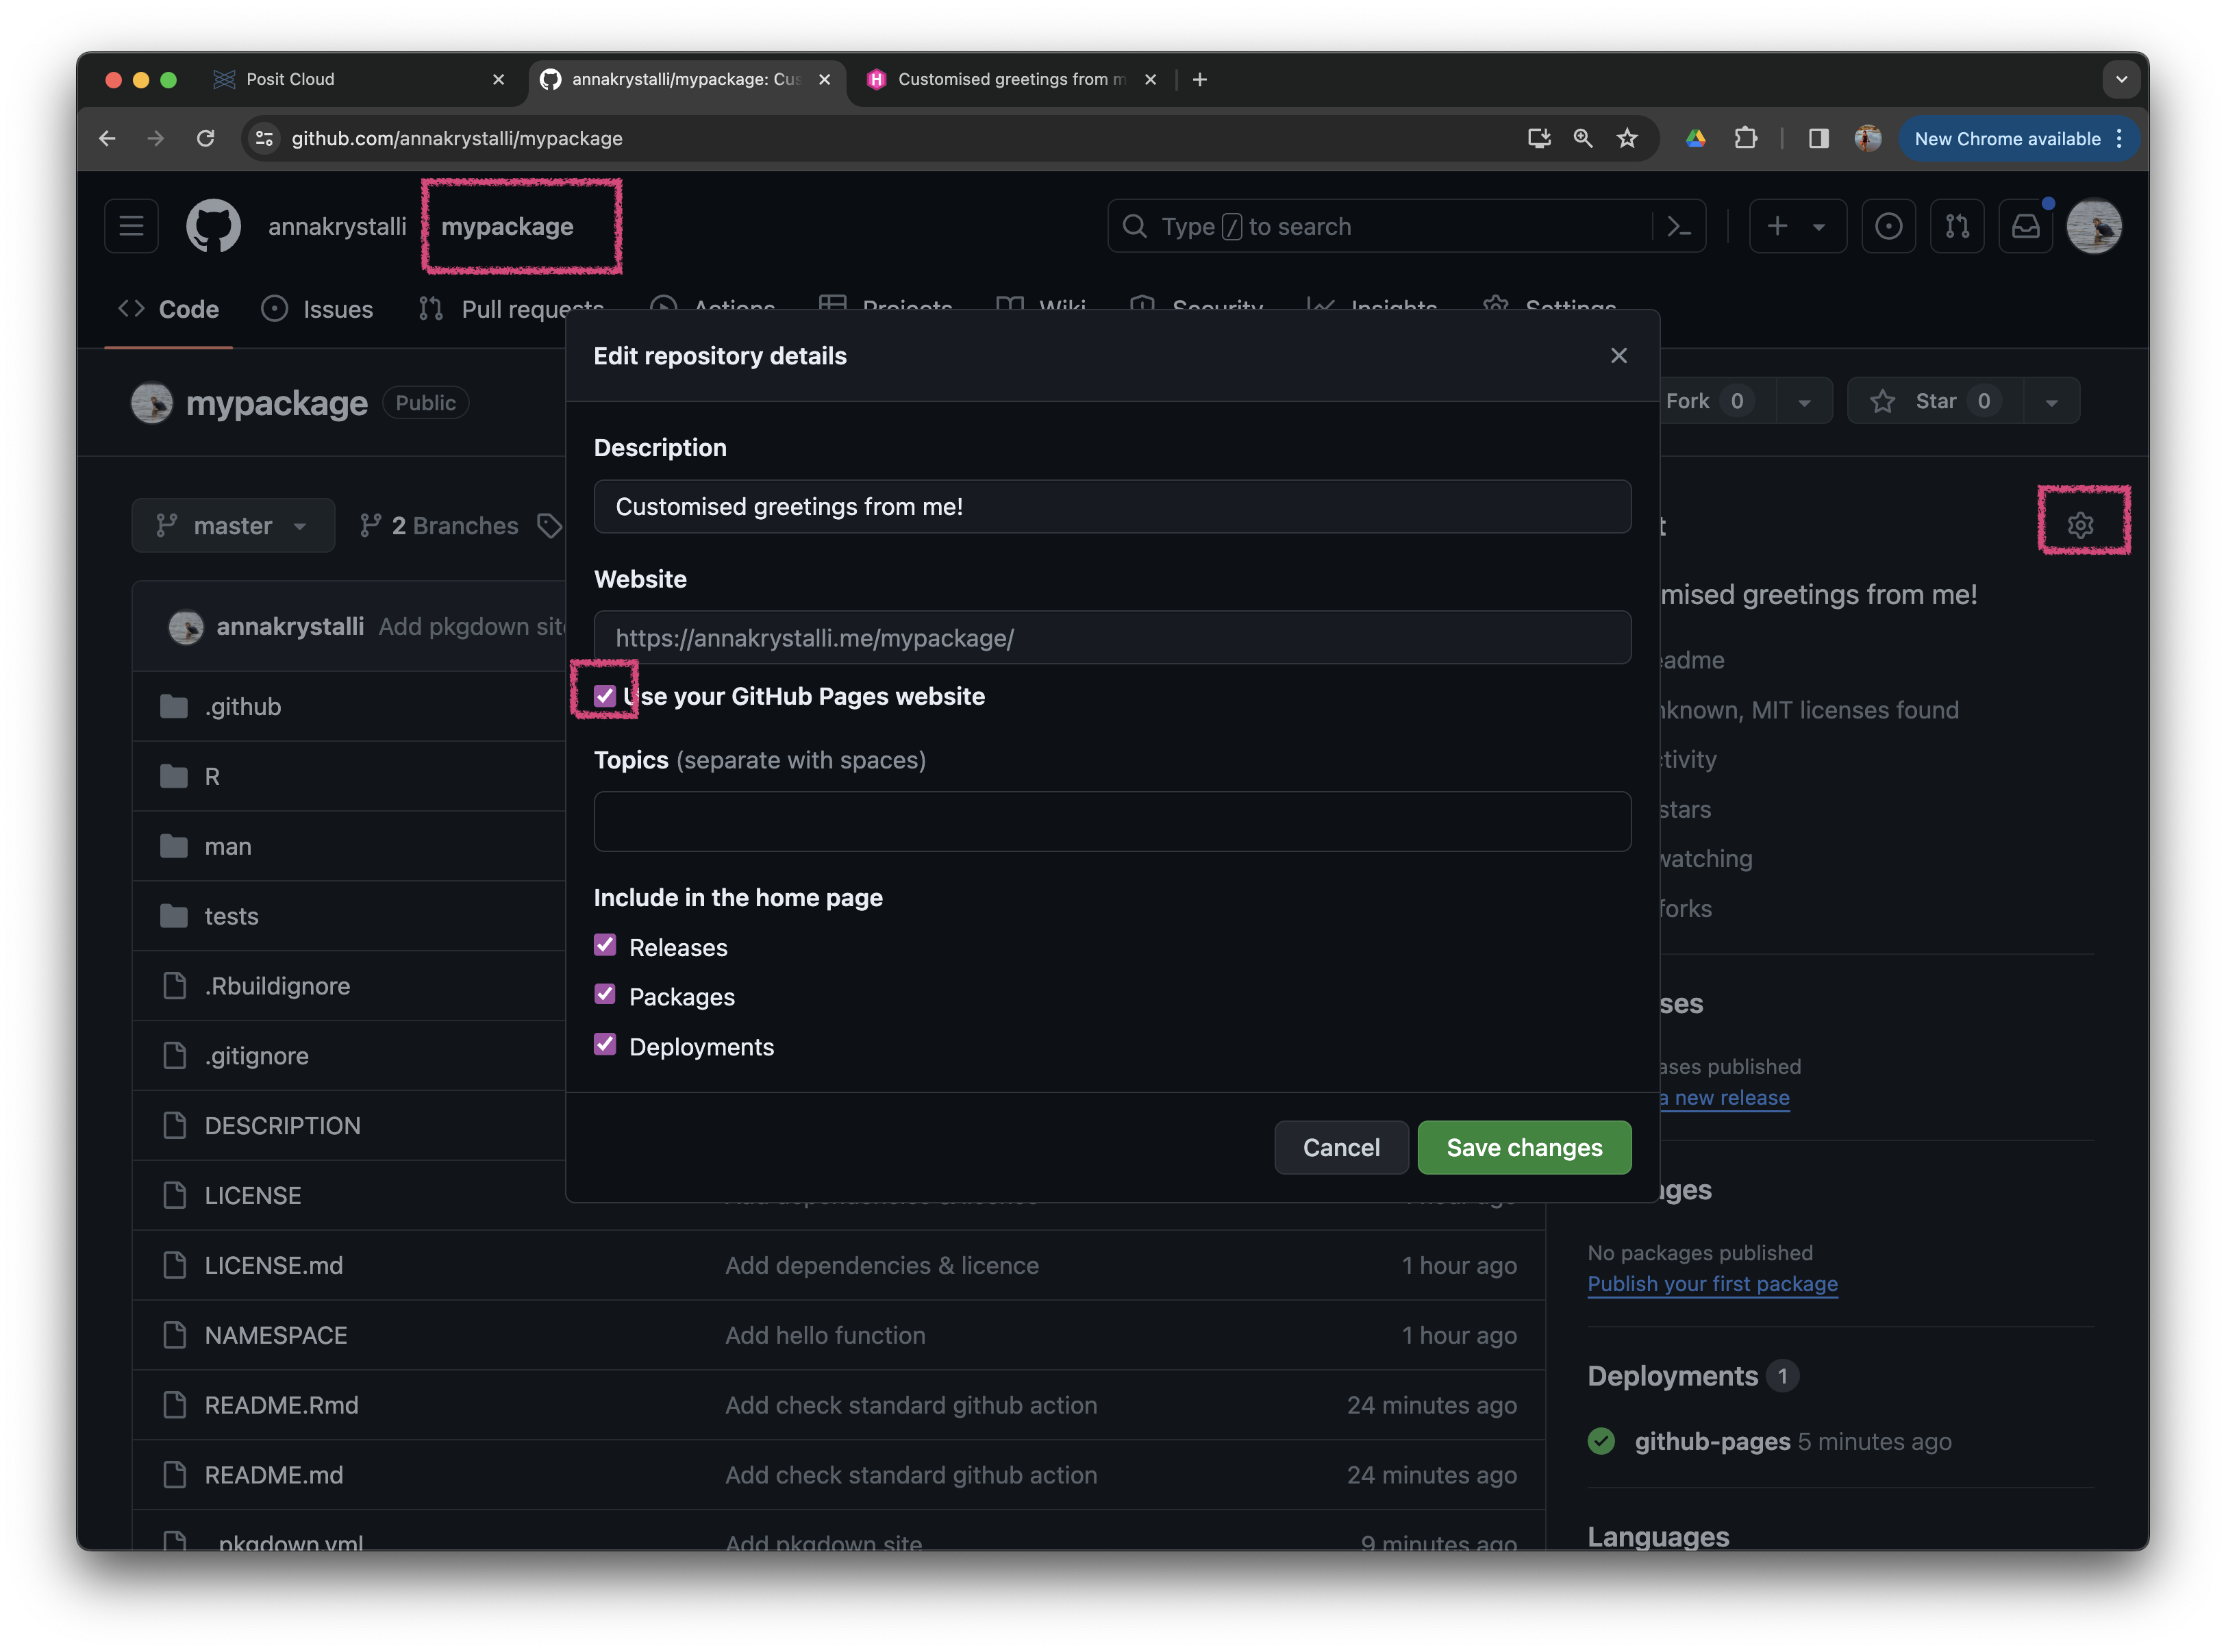 Posit Cloud
annakrystalli/mypackage: Cus
Customised greetings from m
github.com/annakrystalli/mypackage
New Chrome available
annakrystalli
mypackage
Type / to search
Code
Issues
Pull requests
Actions
Projects
Wiki
Security
Insights
Settings
mypackage
Public
Fork 0
Star 0
master
2 Branches
annakrystalli Add pkgdown site
.github
R
man
tests
.Rbuildignore
.gitignore
DESCRIPTION
LICENSE
LICENSE.md Add dependencies & licence 1 hour ago
NAMESPACE Add hello function 1 hour ago
README.Rmd Add check standard github action 24 minutes ago
README.md Add check standard github action 24 minutes ago
_pkgdown.yml Add pkgdown site 9 minutes ago
Edit repository details
Description
Customised greetings from me!
Website
https://annakrystalli.me/mypackage/
Use your GitHub Pages website
Topics (separate with spaces)
Include in the home page
Releases
Packages
Deployments
Cancel
Save changes
t
mised greetings from me!
eadme
nknown, MIT licenses found
ctivity
stars
watching
forks
ses
ases published
a new release
ages
No packages published
Publish your first package
Deployments 1
github-pages 5 minutes ago
Languages